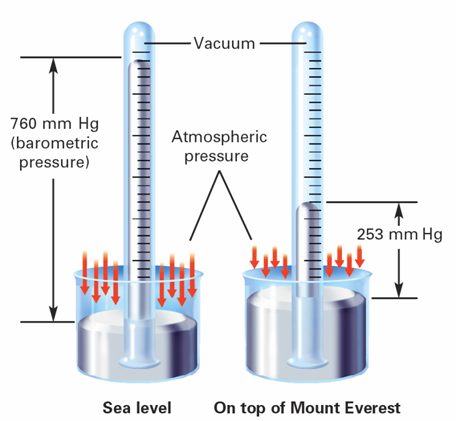 Vacuum
760 mm Hg
(barometric
pressure)
Atmospheric
pressure
253 mm Hg
Sea level
On top of Mount Everest